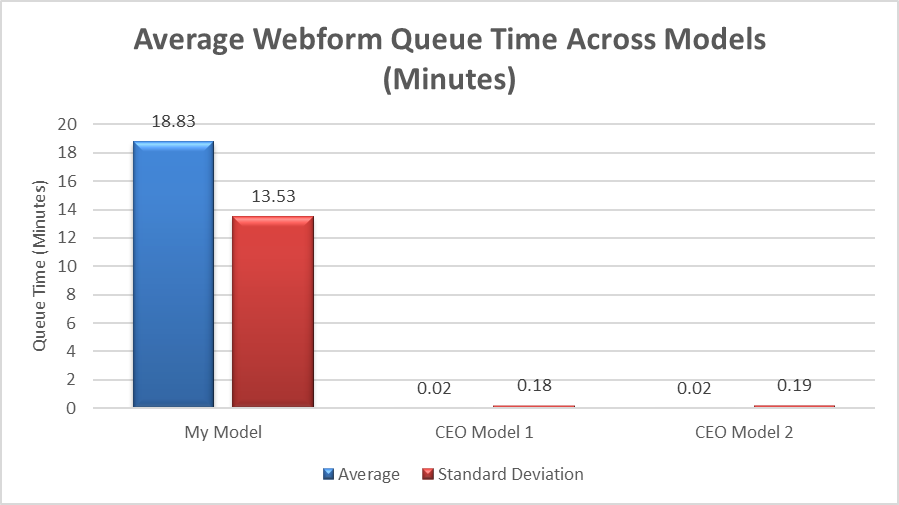 Average Webform Queue Time Across Models
(Minutes)
Queue Time (Minutes)
20
18
16
14
12
10
8
6
4
2
0
18.83
13.53
0.02
0.18
0.02
0.19
My Model
CEO Model 1
CEO Model 2
Average
Standard Deviation